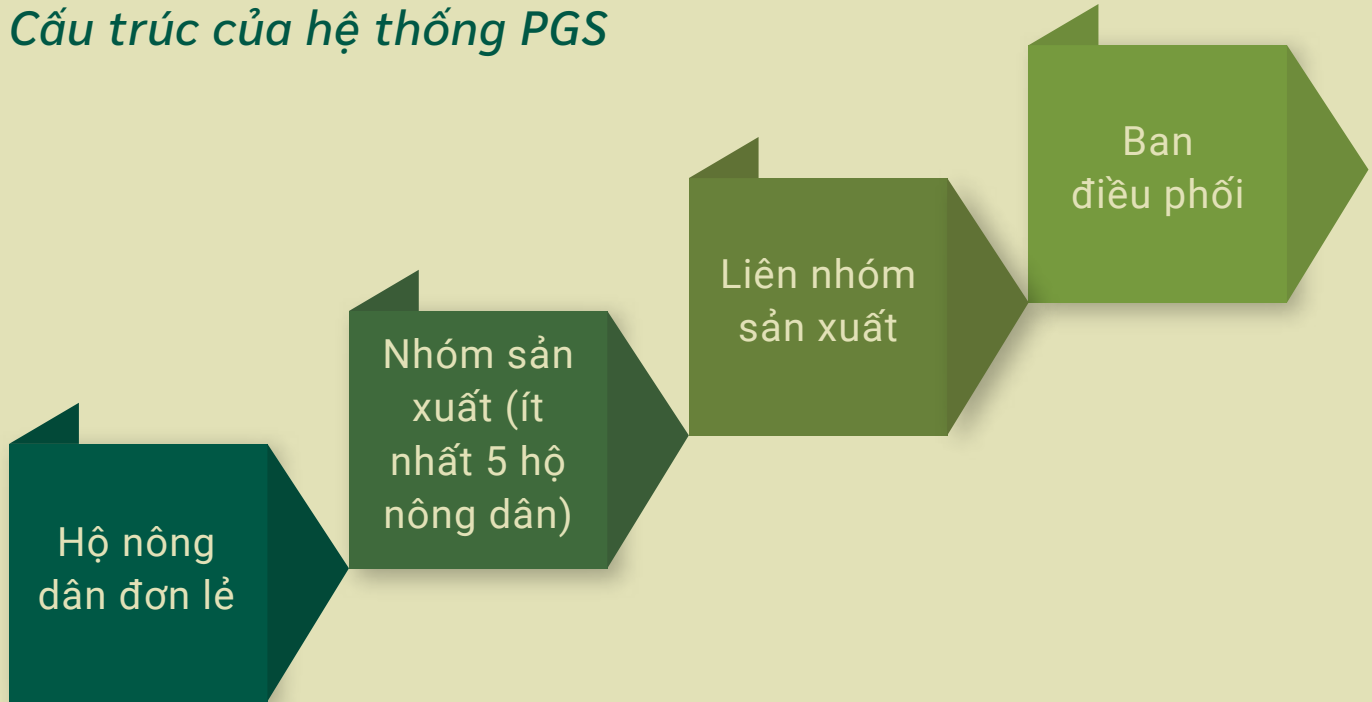 Cấu trúc của hệ thống PGS
Ban
điều phối
Liên nhóm
sản xuất
Nhóm sản
xuất (ít
nhất 5 hộ
nông dân)
Hộ nông
dân đơn lẻ